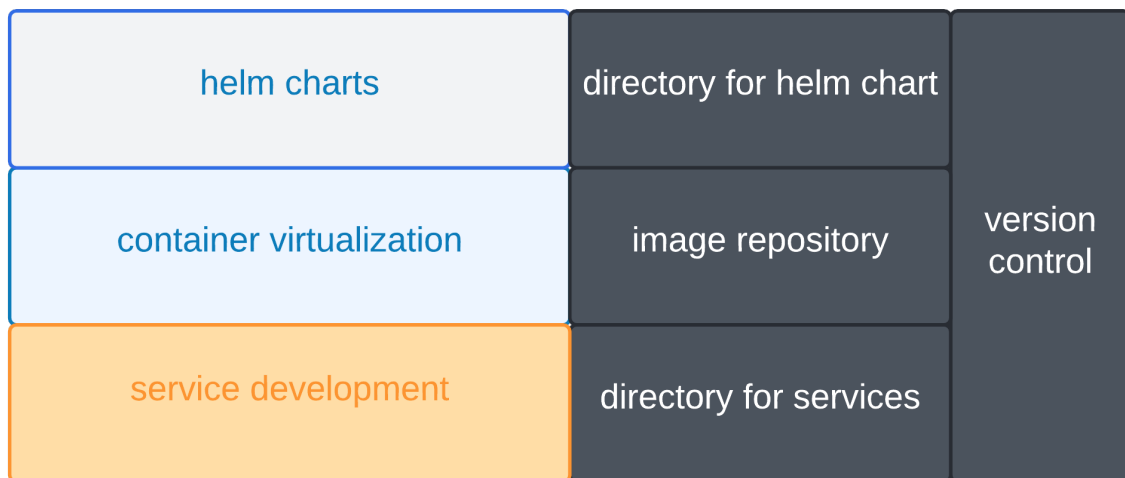 helm charts
directory for helm chart
version
control
container virtualization
image repository
service development
directory for services